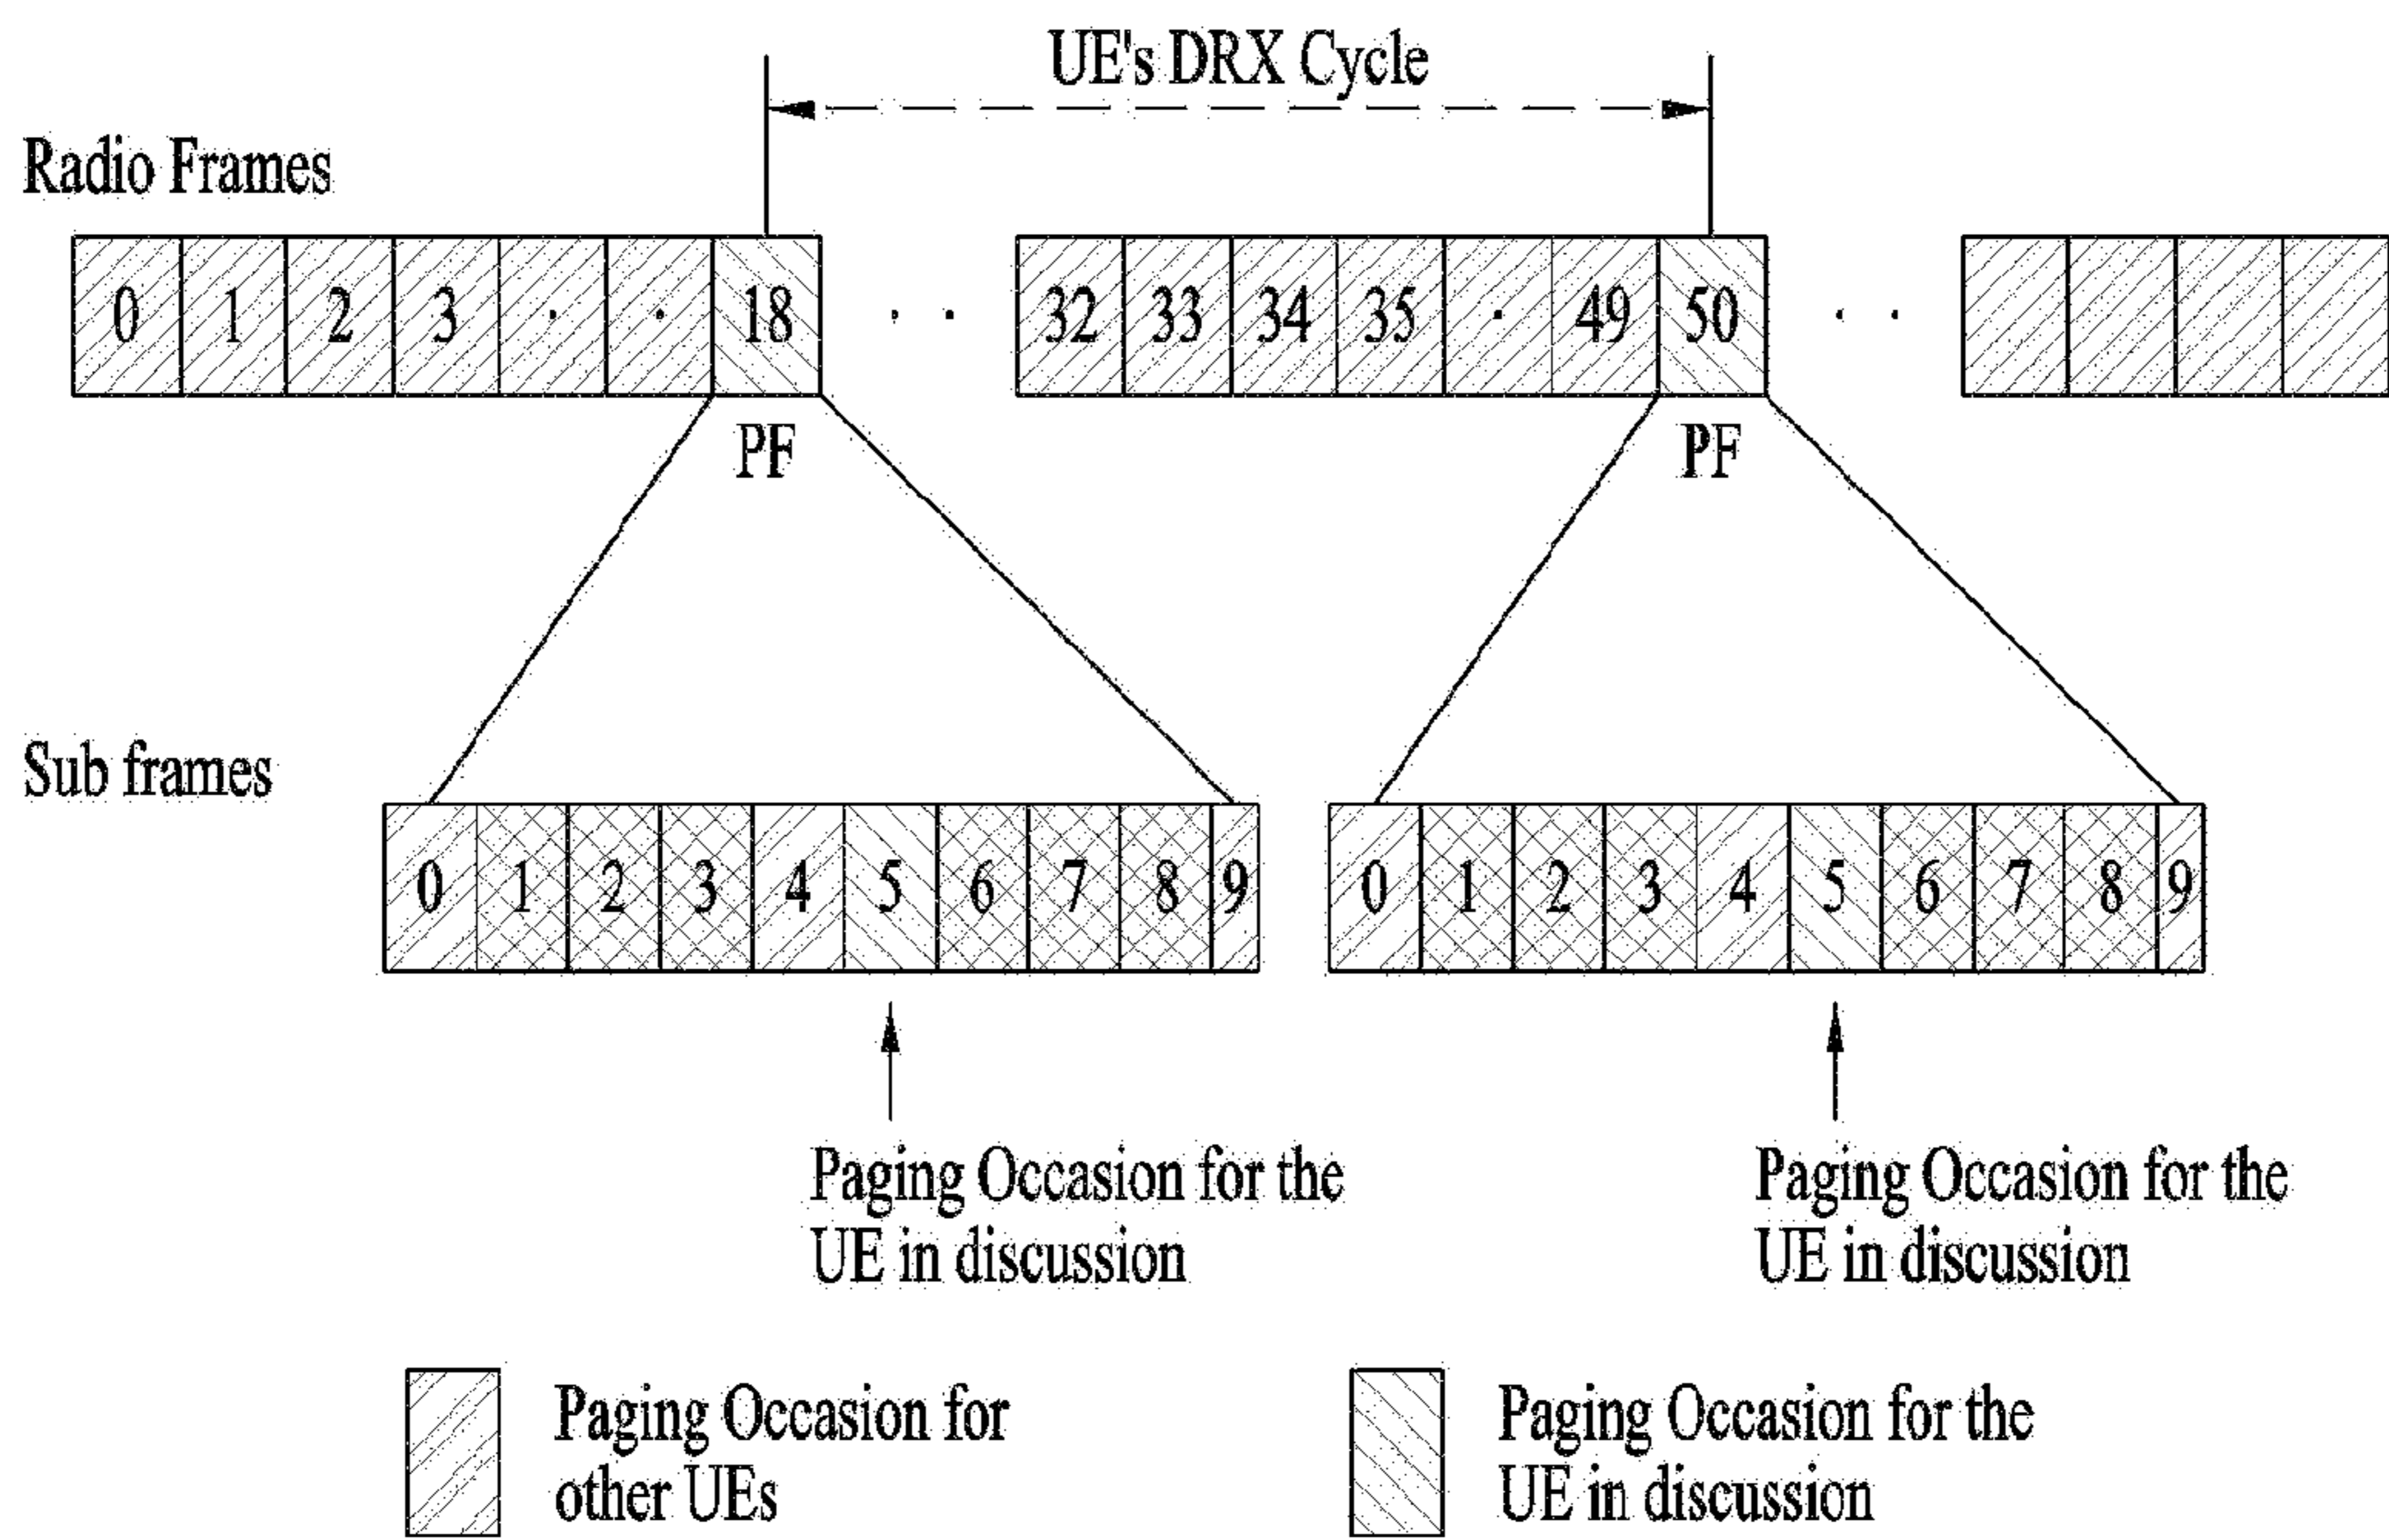 UE's DRX Cycle
Radio Frames
0 1 2 3 · · 18 · · 32 33 34 35 · 49 50 · ·
PF PF
Sub frames
0 1 2 3 4 5 6 7 8 9 0 1 2 3 4 5 6 7 8 9
Paging Occasion for the
UE in discussion
Paging Occasion for the
UE in discussion
Paging Occasion for
other UEs
Paging Occasion for the
UE in discussion